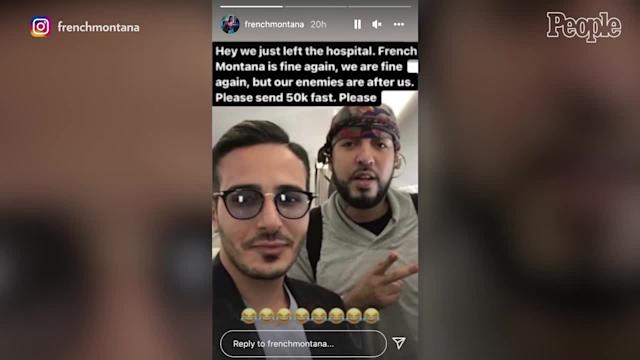 frenchmontana
People
frenchmontana 20h
Hey we just left the hospital. French
Montana is fine again, we are fine
again, but our enemies are after us.
Please send 50k fast. Please
Reply to frenchmontana...